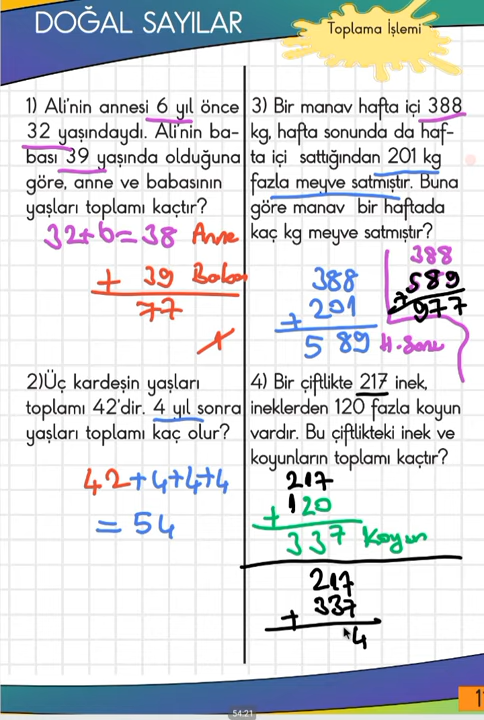 DOĞAL SAYILAR
Toplama İşlemi
1) Ali'nin annesi 6 yıl önce
32 yaşındaydı. Ali'nin ba-
bası 39 yaşında olduğuna
göre, anne ve babasının
yaşları toplamı kaçtır?
32+6=38 Anne
+ 39 Baba
77
2)Üç kardeşin yaşları
toplamı 42'dir. 4 yıl sonra
yaşları toplamı kaç olur?
42+4+4+4
= 54
3) Bir manav hafta içi 388
kg, hafta sonunda da haf-
ta içi sattığından 201 kg
fazla meyve satmıştır. Buna
göre manav bir haftada
kaç kg meyve satmıştır?
388
+ 201
589 H.Sonu
388
+ 589
977
4) Bir çiftlikte 217 inek,
ineklerden 120 fazla koyun
vardır. Bu çiftlikteki inek ve
koyunların toplamı kaçtır?
217
+ 120
337 Koyun
217
+ 337
4
54:21